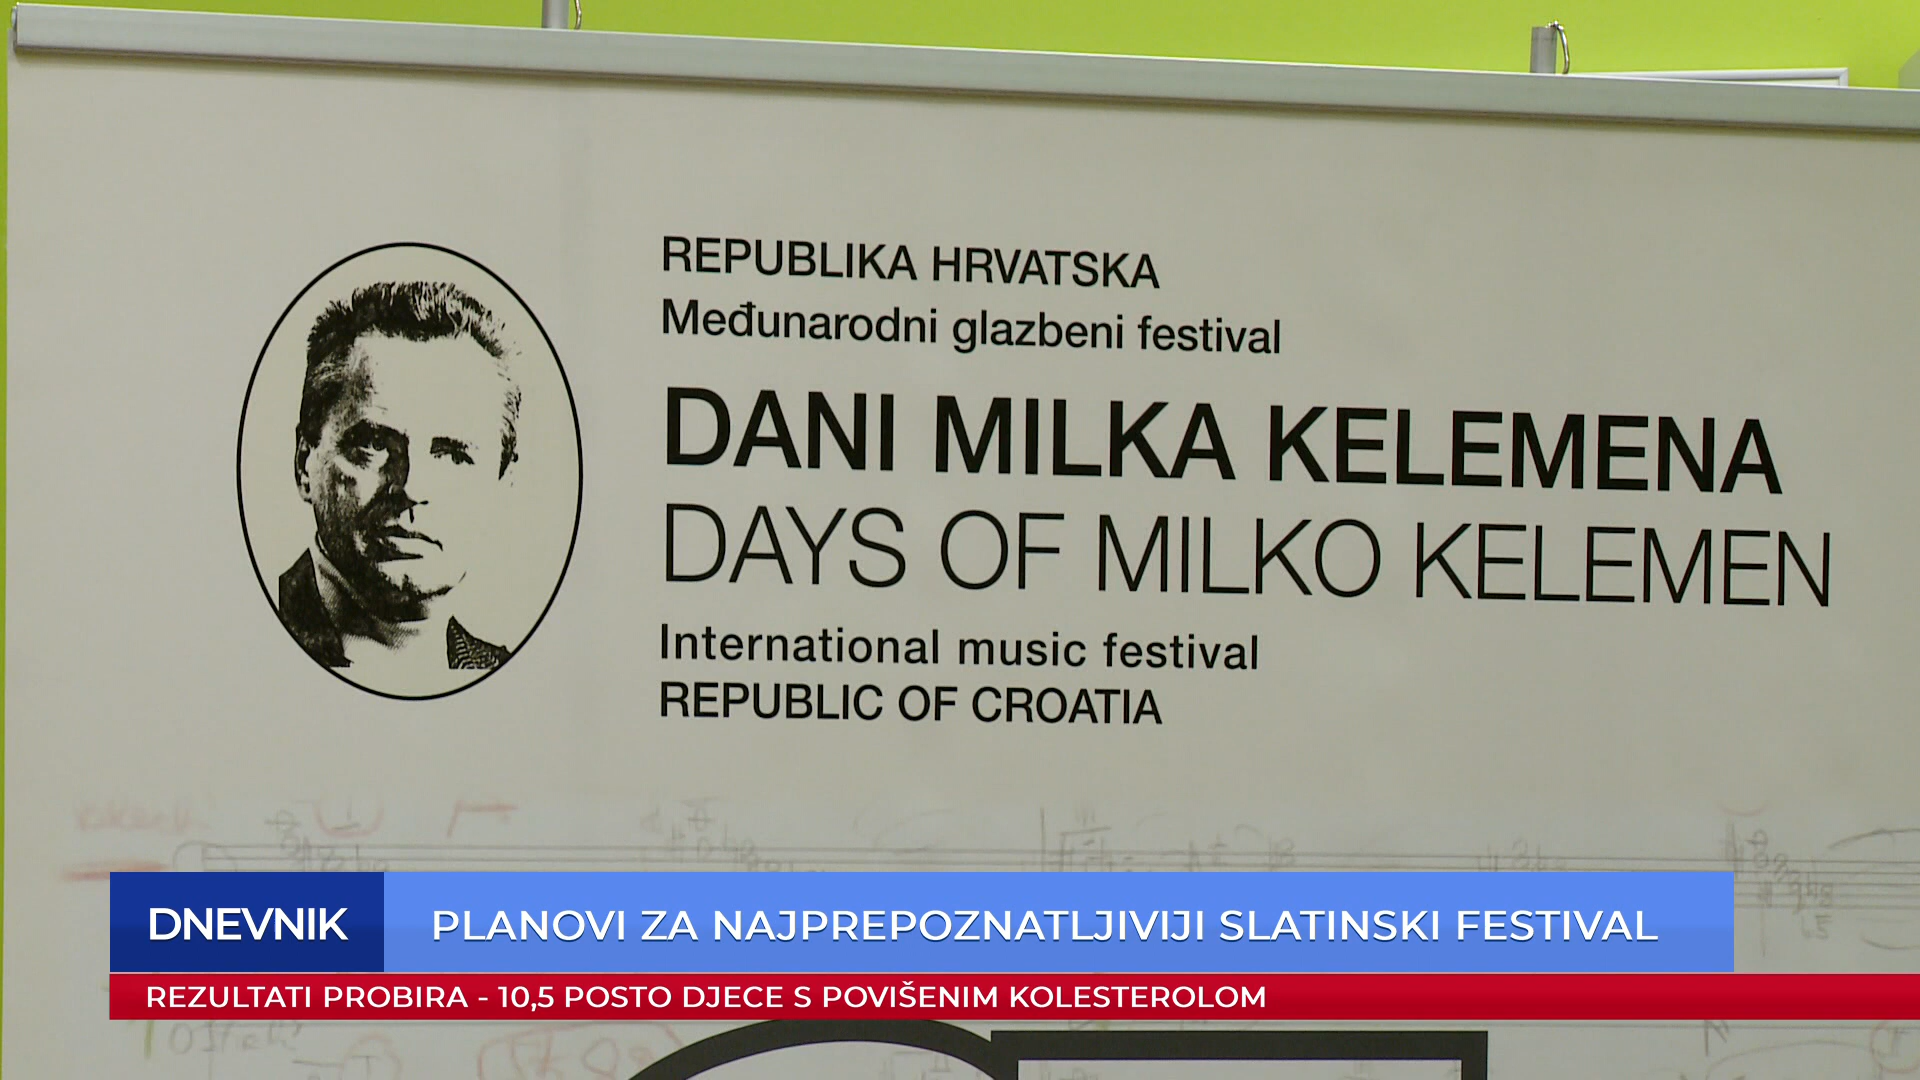 REPUBLIKA HRVATSKA
Međunarodni glazbeni festival
DANI MILKA KELEMENA
DAYS OF MILKO KELEMEN
International music festival
REPUBLIC OF CROATIA
DNEVNIK
PLANOVI ZA NAJPREPOZNATLJIVIJI SLATINSKI FESTIVAL
REZULTATI PROBIRA - 10,5 POSTO DJECE S POVIŠENIM KOLESTEROLOM